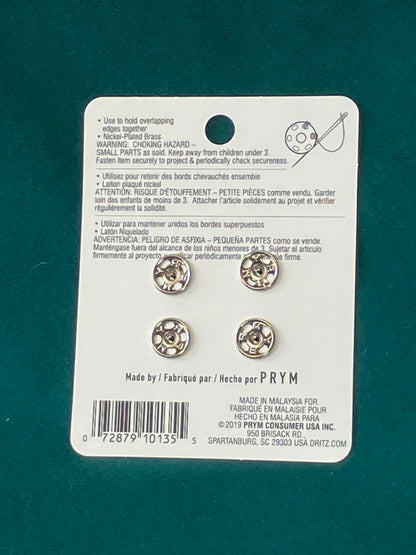 • Use to hold overlapping
edges together
• Nickel-Plated Brass
WARNING: CHOKING HAZARD –
SMALL PARTS as sold. Keep away from children under 3.
Fasten item securely to project & periodically check secureness.
• Utilisez pour retenir des bords chevauchés ensemble
• Laiton plaqué nickel
ATTENTION: RISQUE D'ÉTOUFFEMENT – PETITE PIÈCES comme vendu. Garder
loin des enfants de moins de 3. Attacher l'article solidement au projet et vérifier
régulièrement la solidité.
• Utilizar para mantener unidos los bordes superpuestos
• Latón Niquelado
ADVERTENCIA: PELIGRO DE ASFIXIA – PEQUEÑA PARTES como se vende.
Manténgase fuera del alcance de los niños menores de 3. Sujetar el artículo
firmemente al proyecto verificar periódicamente que firme.
Made by / Fabriqué par / Hecho por PRYM
MADE IN MALAYSIA FOR
FABRIQUÉ EN MALAISIE POUR
HECHO EN MALASIA PARA
©2019 PRYM CONSUMER USA INC.
950 BRISACK RD.,
SPARTANBURG, SC 29303 USA DRITZ.COM
0 72879 10135 5